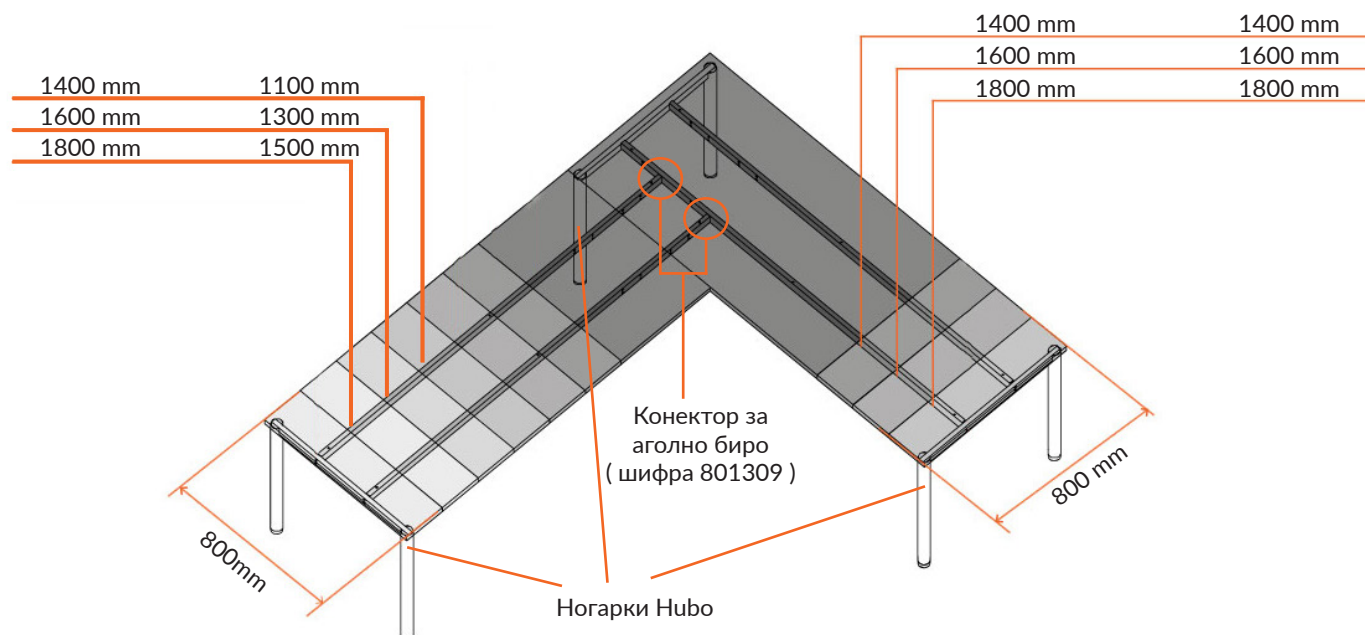 1400 mm 1400 mm
1600 mm 1600 mm
1800 mm 1800 mm
1400 mm 1100 mm
1600 mm 1300 mm
1800 mm 1500 mm
Конектор за
аголно биро
( шифра 801309 )
800 mm
800mm
Ногарки Hubo